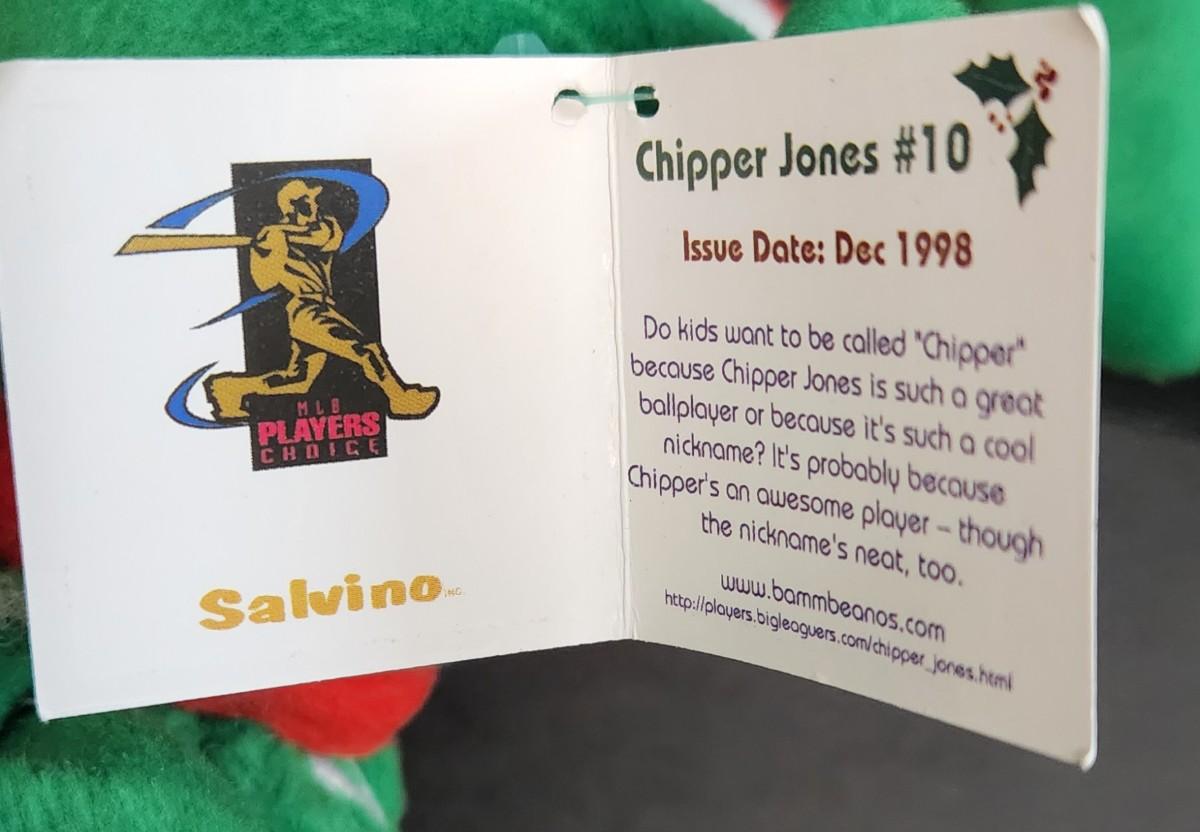 MLB
PLAYERS
CHOICE
Salvino INC.
Chipper Jones #10
Issue Date: Dec 1998
Do kids want to be called "Chipper"
because Chipper Jones is such a great
ballplayer or because it's such a cool
nickname? It's probably because
Chipper's an awesome player – though
the nickname's neat, too.
www.bammbeanos.com
http://players.bigleaguers.com/chipper_jones.html